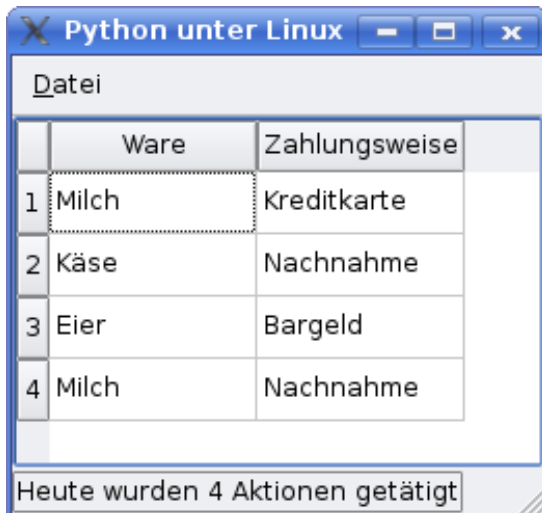 Python unter Linux
Datei
Ware Zahlungsweise
1 Milch Kreditkarte
2 Käse Nachnahme
3 Eier Bargeld
4 Milch Nachnahme
Heute wurden 4 Aktionen getätigt